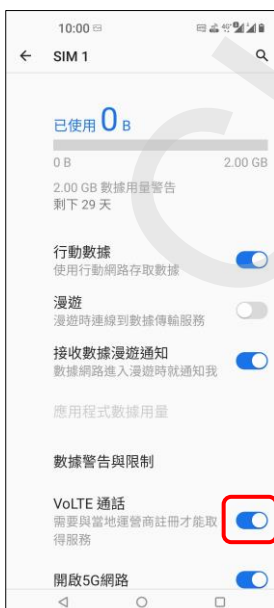 10:00
4G
SIM 1
已使用 0 B
0 B 2.00 GB
2.00 GB 數據用量警告
剩下 29 天
行動數據
使用行動網路存取數據
漫遊
漫遊時連線到數據傳輸服務
接收數據漫遊通知
數據網路進入漫遊時就通知我
應用程式數據用量
數據警告與限制
VoLTE 通話
需要與當地運營商註冊才能取
得服務
開啟5G網路